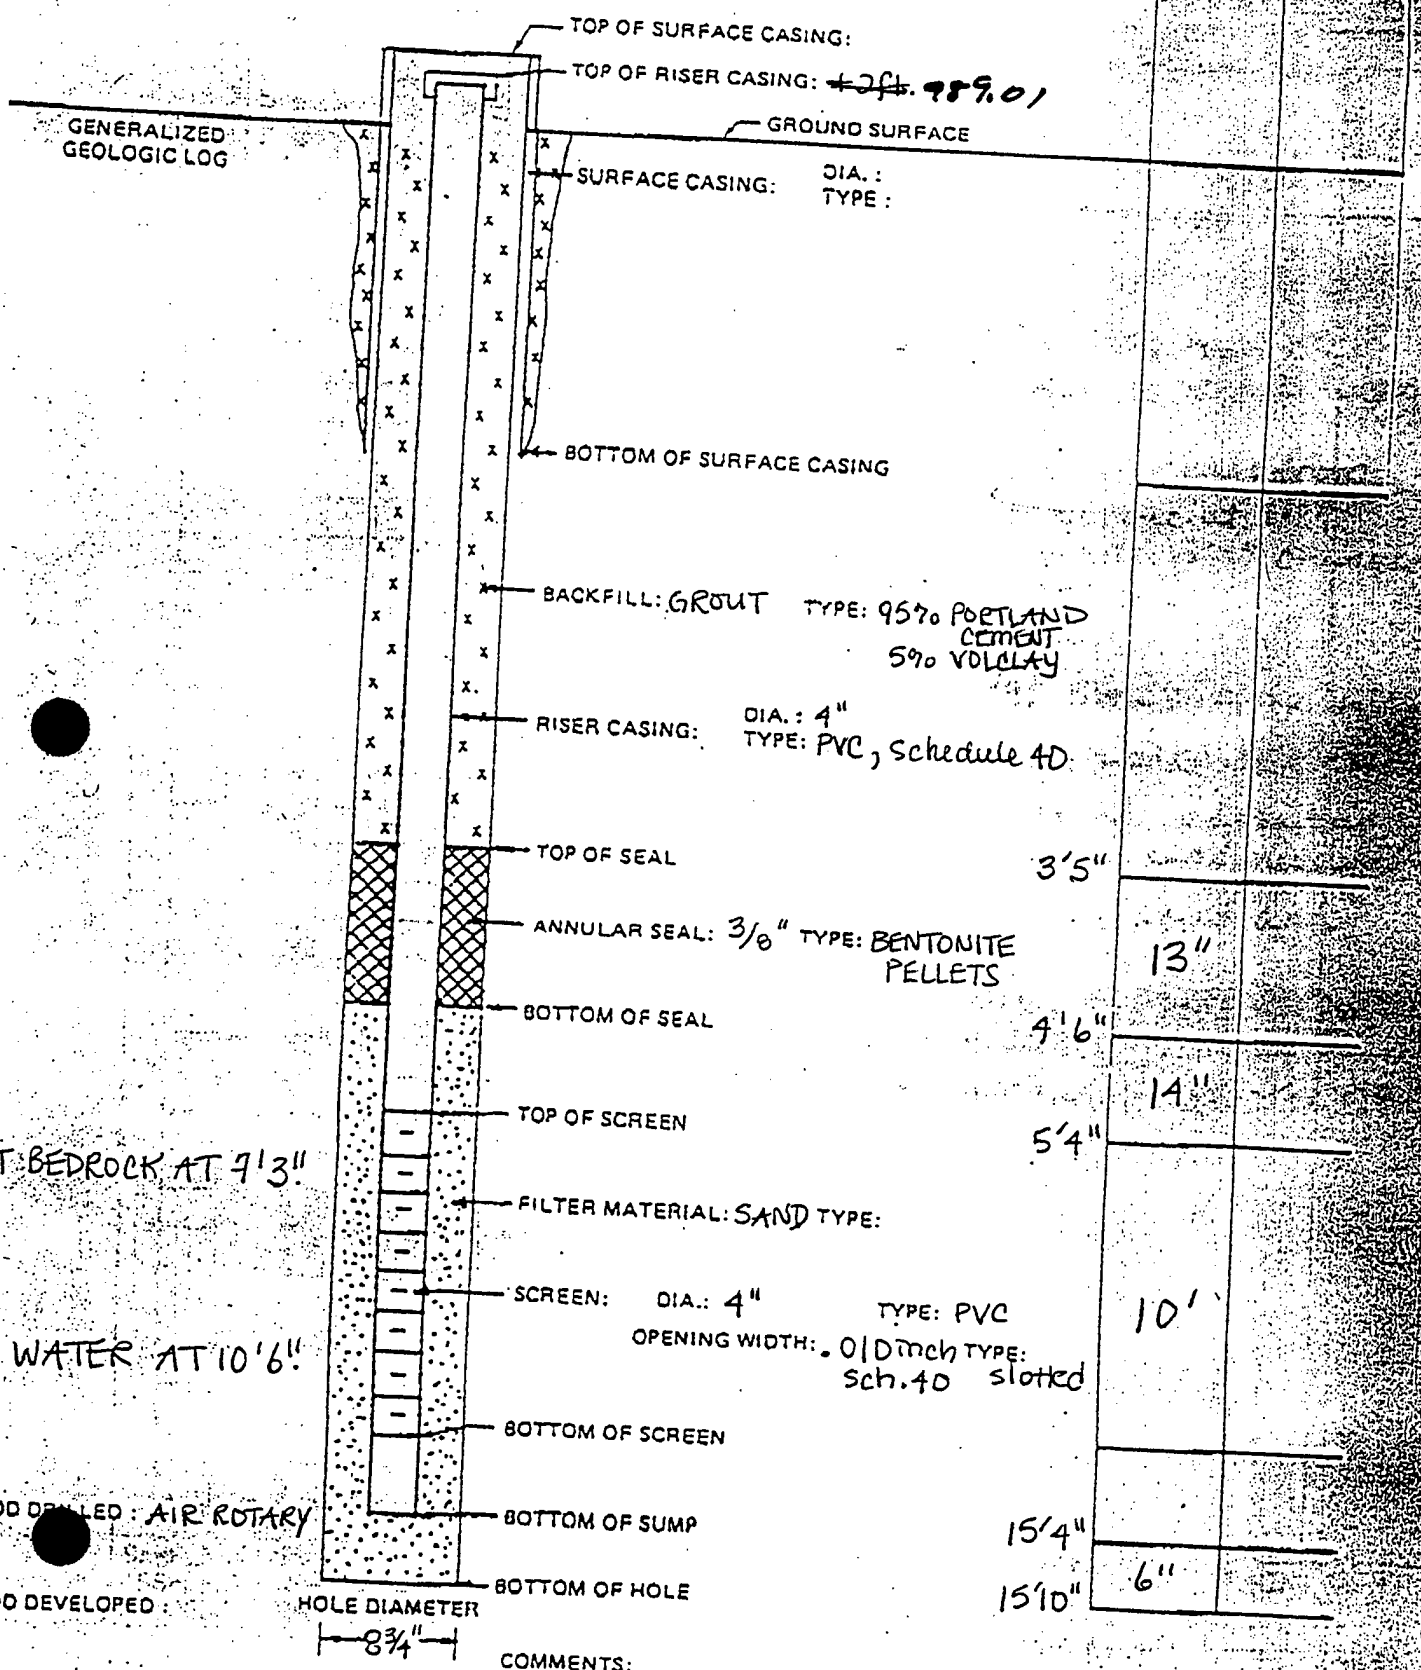 TOP OF SURFACE CASING:
TOP OF RISER CASING: +2ft. 989.01
GROUND SURFACE
GENERALIZED
GEOLOGIC LOG
SURFACE CASING: DIA. :
TYPE :
BOTTOM OF SURFACE CASING
BACKFILL: GROUT TYPE: 95% PORTLAND
CEMENT
5% VOLCLAY
RISER CASING: DIA.: 4"
TYPE: PVC, Schedule 40
TOP OF SEAL
3'5"
ANNULAR SEAL: 3/8" TYPE: BENTONITE
PELLETS
13"
BOTTOM OF SEAL
4'6"
14"
TOP OF SCREEN
5'4"
T BEDROCK AT 7'3"
FILTER MATERIAL: SAND TYPE:
SCREEN: DIA.: 4" TYPE: PVC
10'
OPENING WIDTH: .010 inch TYPE:
Sch. 40 slotted
WATER AT 10'6"
BOTTOM OF SCREEN
OD DRILLED : AIR ROTARY
BOTTOM OF SUMP
15'4"
6"
BOTTOM OF HOLE
15'10"
OD DEVELOPED :
HOLE DIAMETER
8 3/4"
COMMENTS: